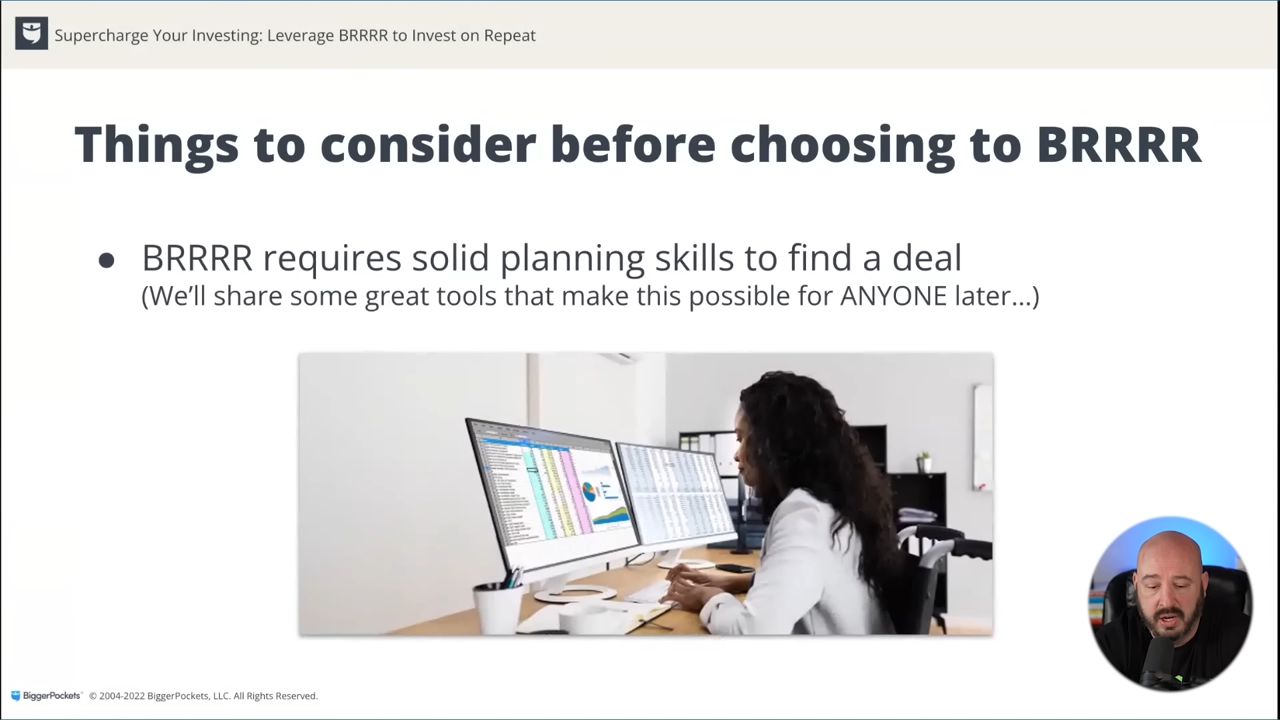 Supercharge Your Investing: Leverage BRRRR to Invest on Repeat
Things to consider before choosing to BRRRR
● BRRRR requires solid planning skills to find a deal
(We’ll share some great tools that make this possible for ANYONE later...)
BiggerPockets © 2004-2022 BiggerPockets, LLC. All Rights Reserved.